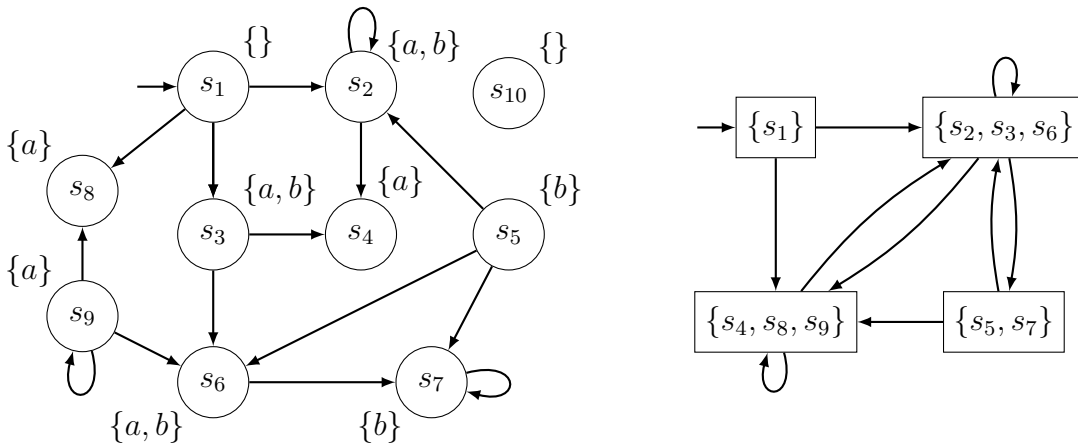 {}
{a, b}
{}
s1
s2
s10
{s1}
{s2, s3, s6}
{a}
s8
{a, b}
{a}
{b}
s3
s4
s5
{a}
s9
{s4, s8, s9}
{s5, s7}
s6
s7
{a, b}
{b}